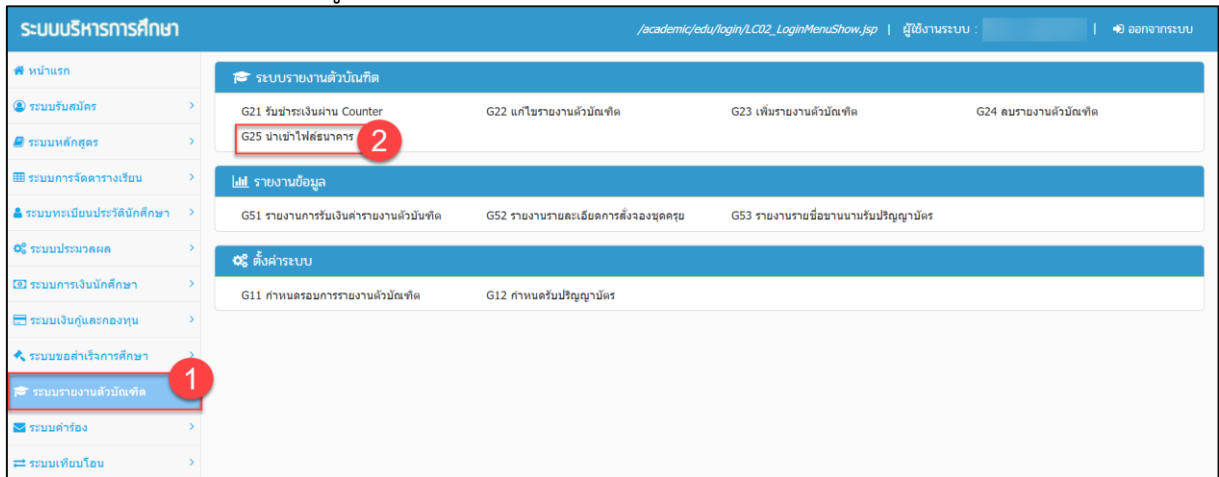 ระบบบริหารการศึกษา
/academic/edu/login/LC02_LoginMenuShow.jsp | ผู้ใช้งานระบบ : | ออกจากระบบ
หน้าแรก
ระบบรับสมัคร
ระบบหลักสูตร
ระบบการจัดตารางเรียน
ระบบทะเบียนประวัตินักศึกษา
ระบบประมวลผล
ระบบการเงินนักศึกษา
ระบบเงินกู้และกองทุน
ระบบขอสำเร็จการศึกษา
ระบบรายงานตัวบัณฑิต
1
ระบบคำร้อง
ระบบเทียบโอน
ระบบรายงานตัวบัณฑิต
G21 รับชำระเงินผ่าน Counter G22 แก้ไขรายงานตัวบัณฑิต G23 เพิ่มรายงานตัวบัณฑิต G24 ลบรายงานตัวบัณฑิต
G25 นำเข้าไฟล์ธนาคาร 2
รายงานข้อมูล
G51 รายงานการรับเงินค่ารายงานตัวบันฑิต G52 รายงานรายละเอียดการสั่งจองชุดครุย G53 รายงานรายชื่อขานนามรับปริญญาบัตร
ตั้งค่าระบบ
G11 กำหนดรอบการรายงานตัวบัณฑิต G12 กำหนดรับปริญญาบัตร